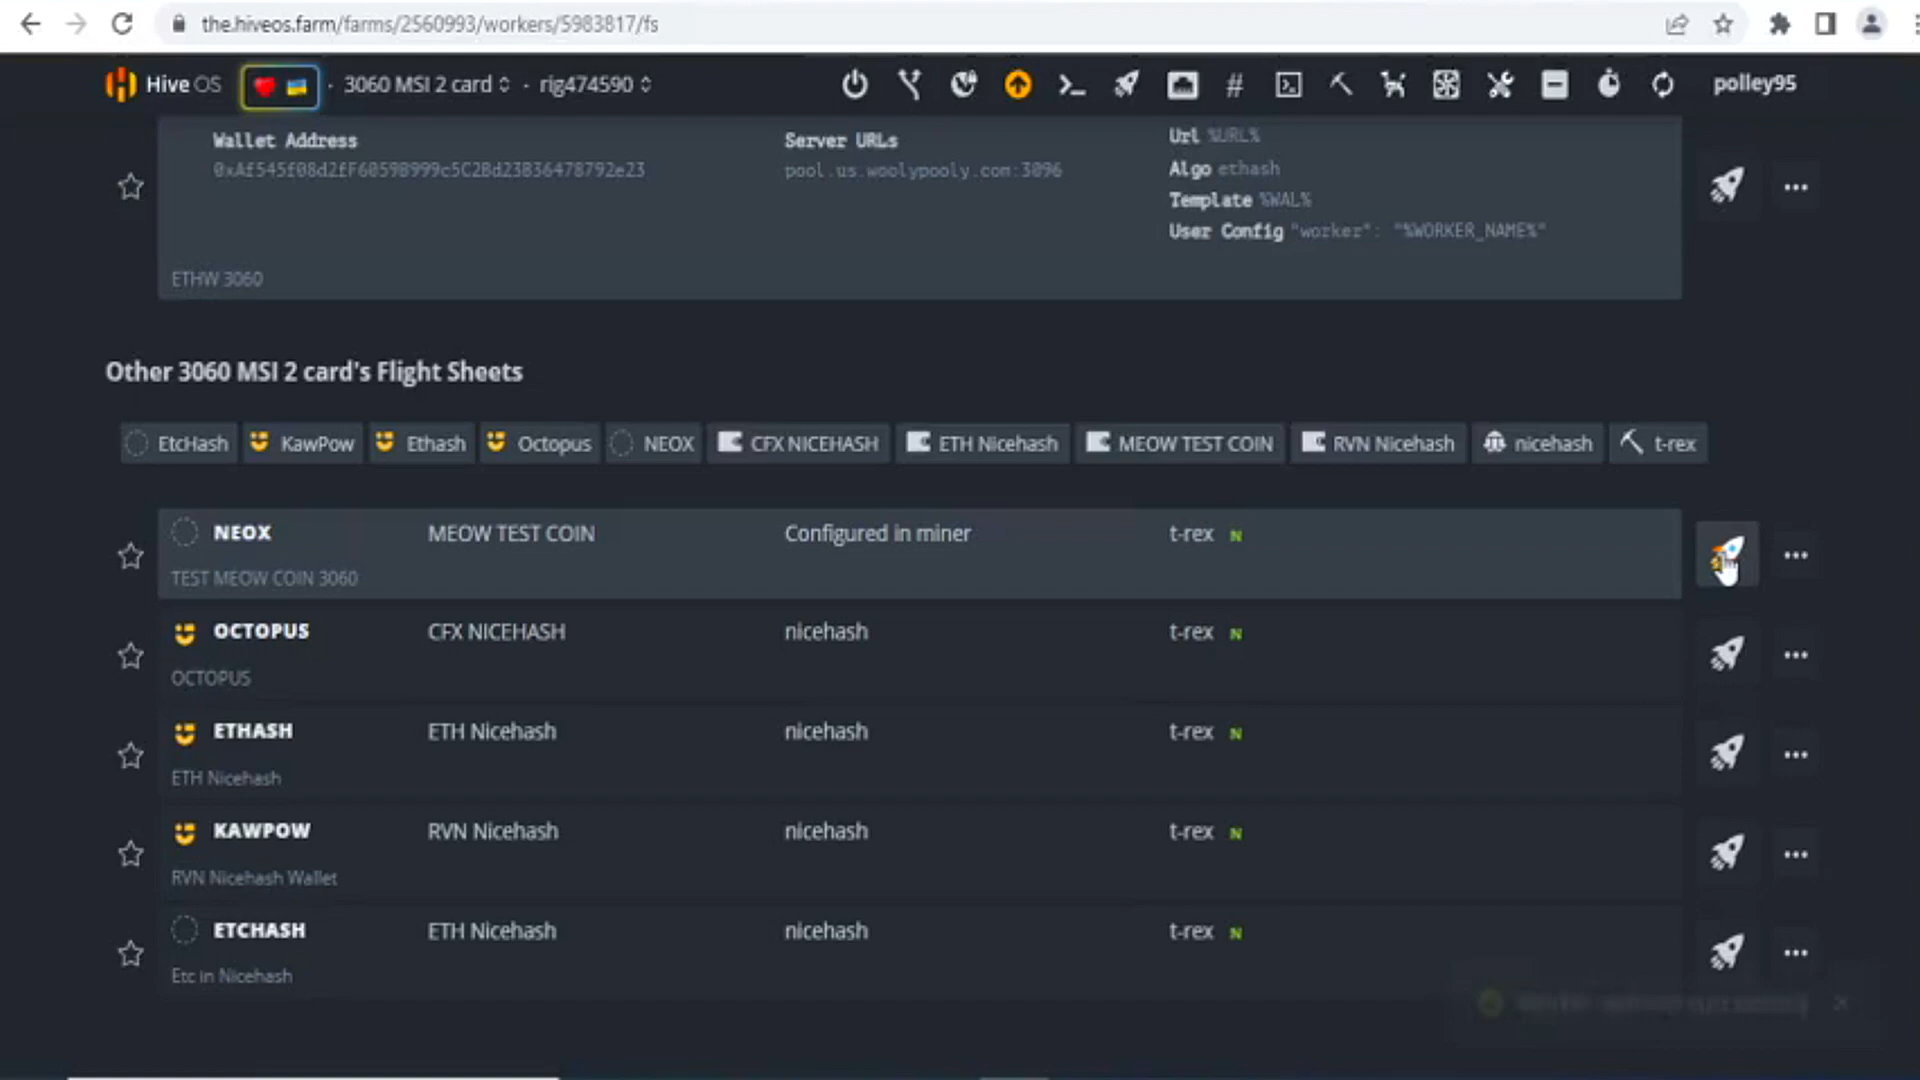 the.hiveos.farm/farms/2560993/workers/5983817/fs
Hive OS · 3060 MSI 2 card · rig474590 # polley95
Wallet Address Server URLs Url %URL%
0xAf545f08d2fF60598999c5C2Bd23836478792e23 pool.us.woolypooly.com:3096 Algo ethash
Template %WAL%
User Config "worker": "%WORKER_NAME%"
ETHW 3060
Other 3060 MSI 2 card's Flight Sheets
EtcHash KawPow Ethash Octopus NEOX CFX NICEHASH ETH Nicehash MEOW TEST COIN RVN Nicehash nicehash t-rex
NEOX MEOW TEST COIN Configured in miner t-rex N
TEST MEOW COIN 3060
OCTOPUS CFX NICEHASH nicehash t-rex N
OCTOPUS
ETHASH ETH Nicehash nicehash t-rex N
ETH Nicehash
KAWPOW RVN Nicehash nicehash t-rex N
RVN Nicehash Wallet
ETCHASH ETH Nicehash nicehash t-rex N
Etc in Nicehash